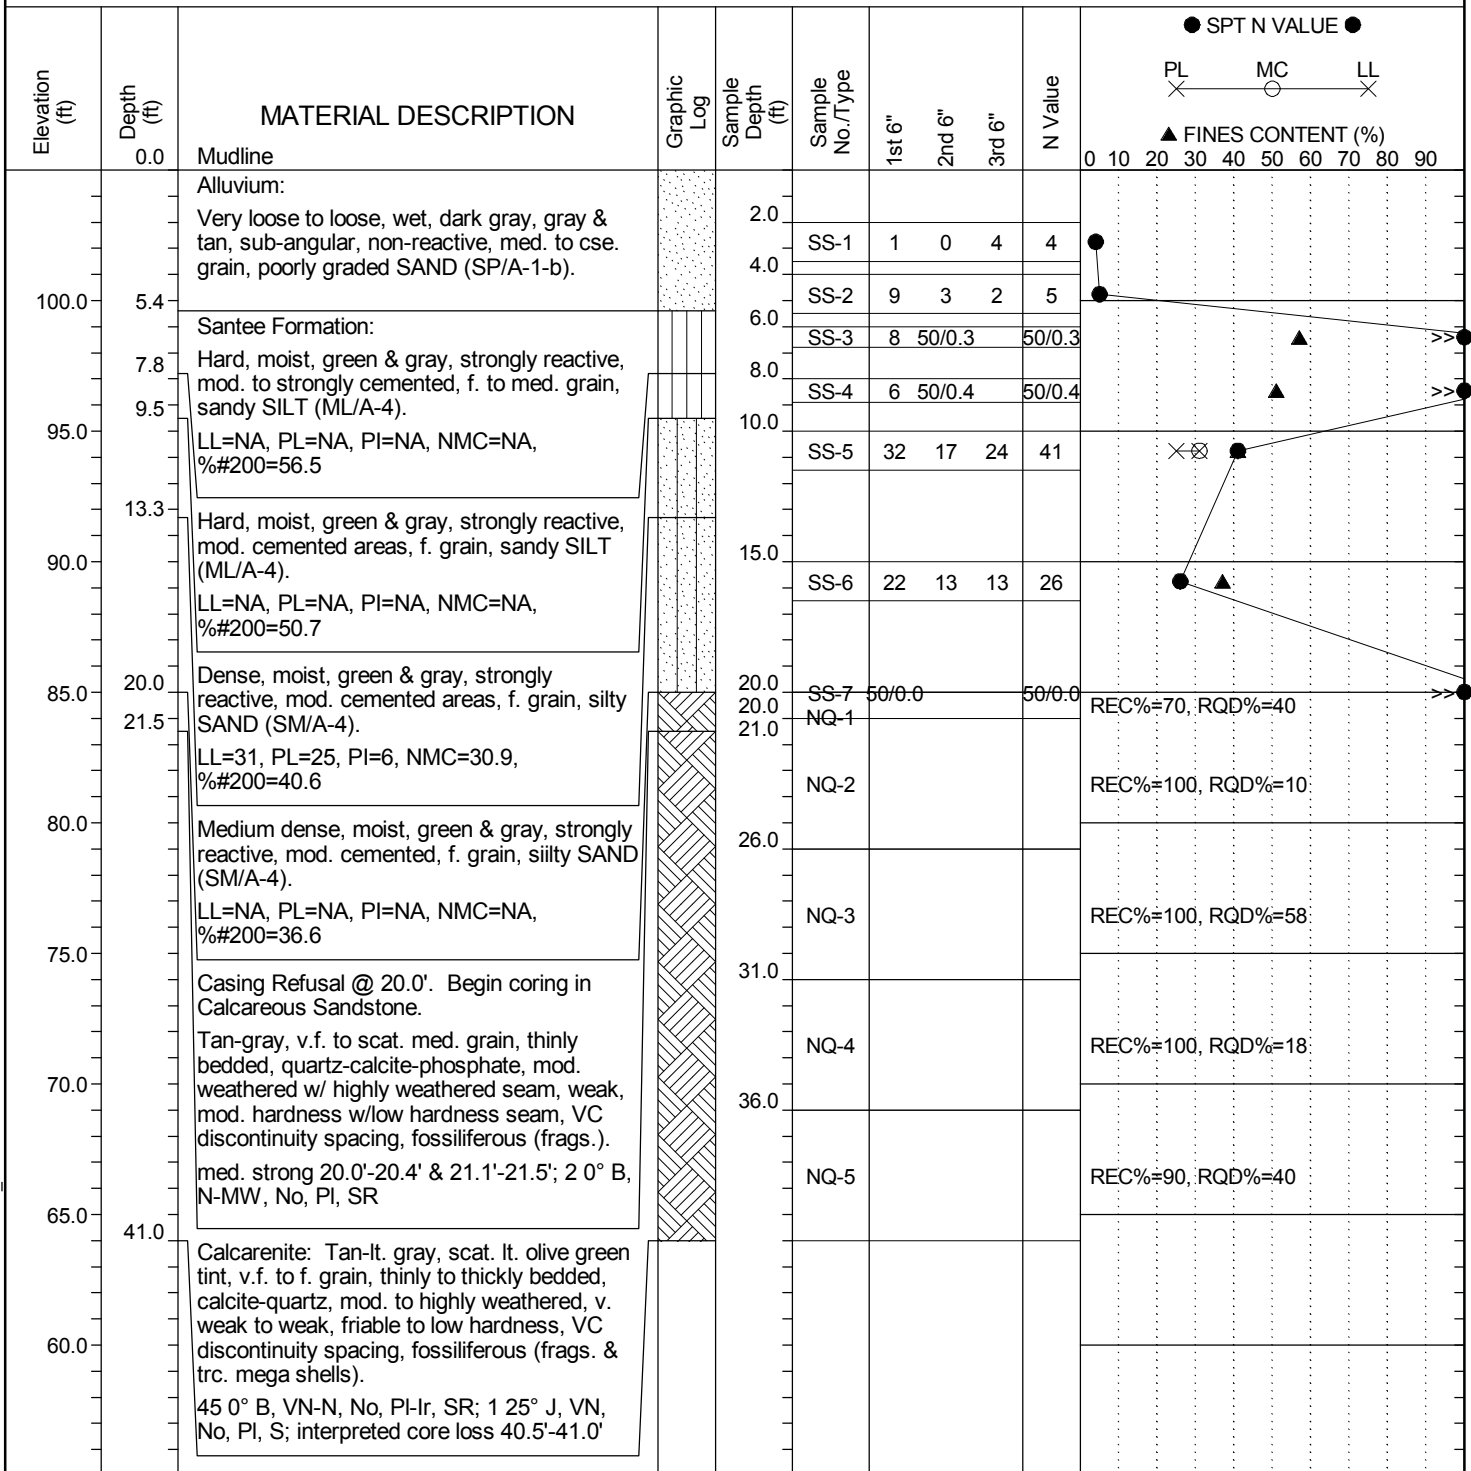 ● SPT N VALUE ●
PL MC LL
▲ FINES CONTENT (%)
0 10 20 30 40 50 60 70 80 90
Elevation
(ft)
Depth
(ft)
MATERIAL DESCRIPTION
Graphic
Log
Sample
Depth
(ft)
Sample
No./Type
1st 6"
2nd 6"
3rd 6"
N Value
0.0 Mudline
Alluvium:
Very loose to loose, wet, dark gray, gray &
tan, sub-angular, non-reactive, med. to cse.
grain, poorly graded SAND (SP/A-1-b).
2.0
SS-1 1 0 4 4
4.0
100.0 5.4
SS-2 9 3 2 5
Santee Formation:
Hard, moist, green & gray, strongly reactive,
mod. to strongly cemented, f. to med. grain,
sandy SILT (ML/A-4).
LL=NA, PL=NA, PI=NA, NMC=NA,
%#200=56.5
6.0
SS-3 8 50/0.3 50/0.3 >>
7.8
8.0
SS-4 6 50/0.4 50/0.4 >>
9.5
95.0
10.0
SS-5 32 17 24 41
13.3
Hard, moist, green & gray, strongly reactive,
mod. cemented areas, f. grain, sandy SILT
(ML/A-4).
LL=NA, PL=NA, PI=NA, NMC=NA,
%#200=50.7
90.0
15.0
SS-6 22 13 13 26
Dense, moist, green & gray, strongly
reactive, mod. cemented areas, f. grain, silty
SAND (SM/A-4).
LL=31, PL=25, PI=6, NMC=30.9,
%#200=40.6
85.0 20.0
20.0
SS-7 50/0.0 50/0.0 >>
20.0
NQ-1 REC%=70, RQD%=40
21.5
21.0
NQ-2 REC%=100, RQD%=10
80.0
Medium dense, moist, green & gray, strongly
reactive, mod. cemented, f. grain, siilty SAND
(SM/A-4).
LL=NA, PL=NA, PI=NA, NMC=NA,
%#200=36.6
26.0
NQ-3 REC%=100, RQD%=58
75.0
Casing Refusal @ 20.0'. Begin coring in
Calcareous Sandstone.
Tan-gray, v.f. to scat. med. grain, thinly
bedded, quartz-calcite-phosphate, mod.
weathered w/ highly weathered seam, weak,
mod. hardness w/low hardness seam, VC
discontinuity spacing, fossiliferous (frags.).
med. strong 20.0'-20.4' & 21.1'-21.5'; 2 0° B,
N-MW, No, Pl, SR
31.0
NQ-4 REC%=100, RQD%=18
70.0
36.0
NQ-5 REC%=90, RQD%=40
65.0
41.0
Calcarenite: Tan-lt. gray, scat. lt. olive green
tint, v.f. to f. grain, thinly to thickly bedded,
calcite-quartz, mod. to highly weathered, v.
weak to weak, friable to low hardness, VC
discontinuity spacing, fossiliferous (frags. &
trc. mega shells).
45 0° B, VN-N, No, Pl-Ir, SR; 1 25° J, VN,
No, Pl, S; interpreted core loss 40.5'-41.0'
60.0